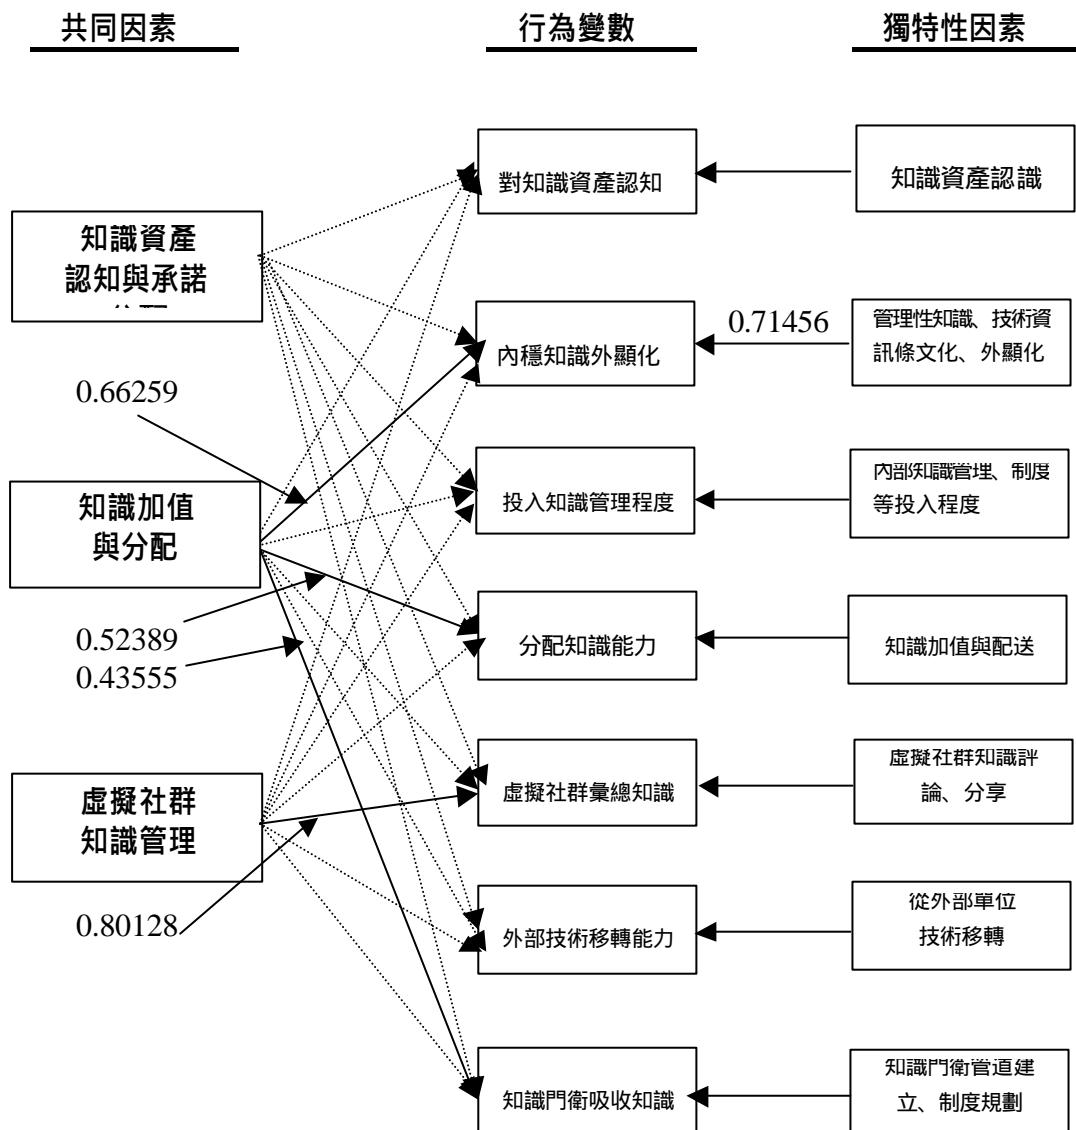 共同因素
行為變數
獨特性因素
對知識資產認知
知識資產認識
知識資產
認知與承諾
0.71456
管理性知識、技術資
訊條文化、外顯化
內穩知識外顯化
0.66259
知識加值
與分配
投入知識管理程度
內部知識管理、制度
等投入程度
0.52389
0.43555
分配知識能力
知識加值與配送
虛擬社群
知識管理
虛擬社群彙總知識
虛擬社群知識評
論、分享
0.80128
外部技術移轉能力
從外部單位
技術移轉
知識門衛吸收知識
知識門衛管道建
立、制度規劃